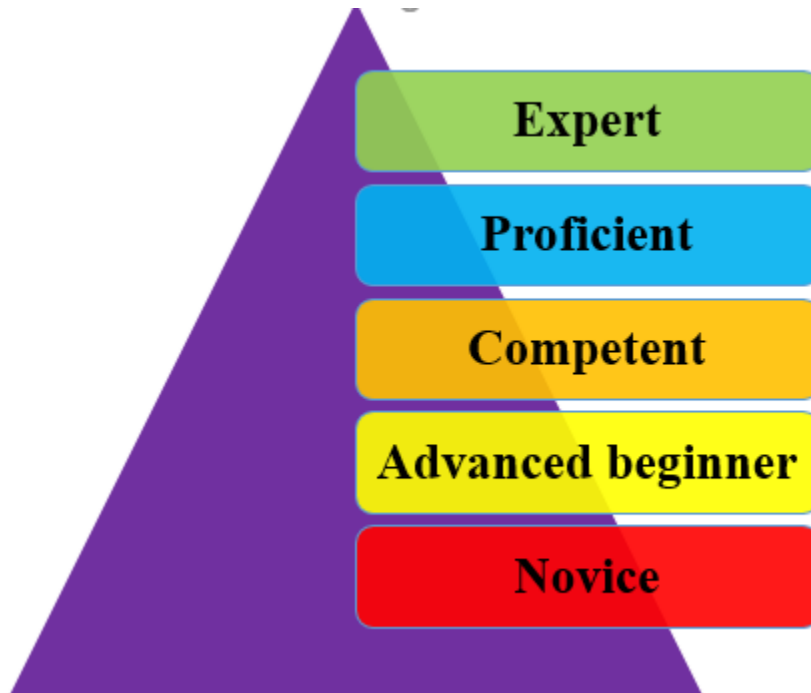 Expert
Proficient
Competent
Advanced beginner
Novice